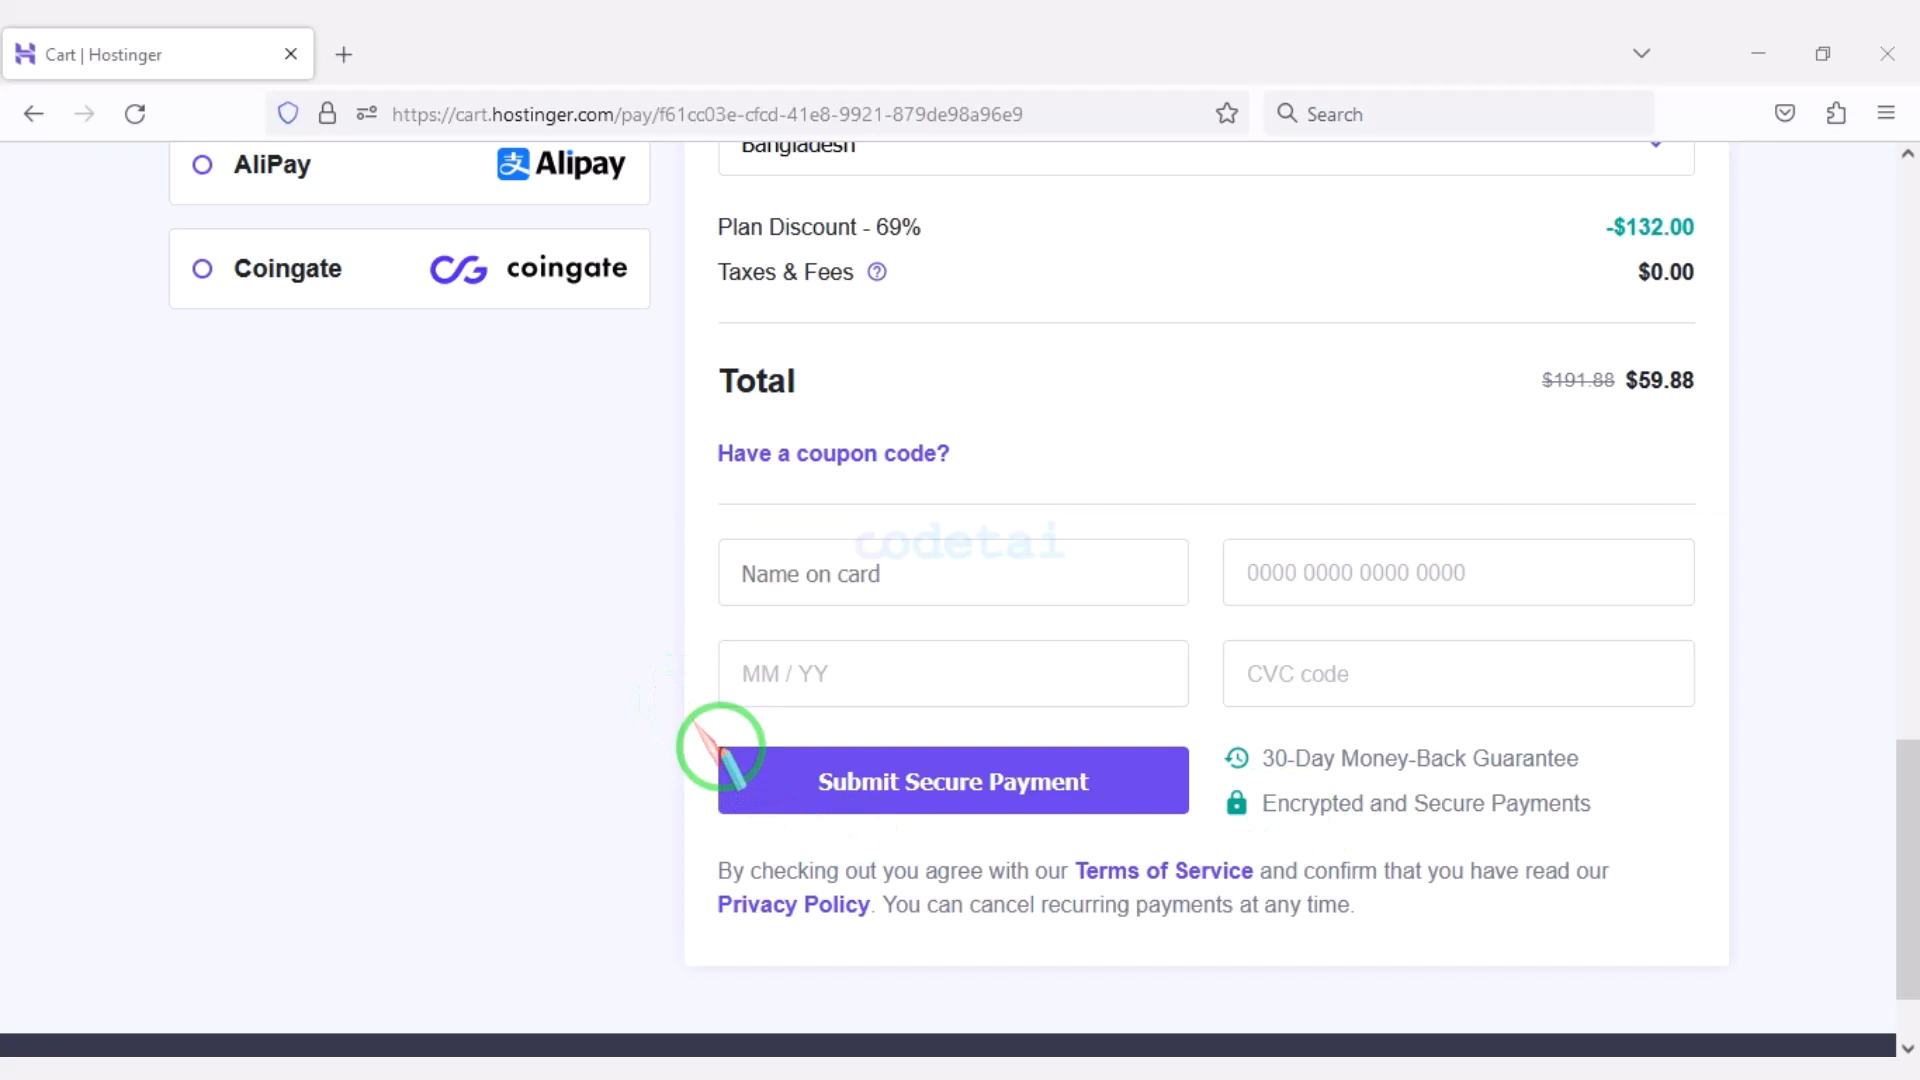 Cart | Hostinger
https://cart.hostinger.com/pay/f61cc03e-cfcd-41e8-9921-879de98a96e9
Search
AliPay
支 Alipay
Coingate
CG coingate
Bangladesh
Plan Discount - 69%
-$132.00
Taxes & Fees ?
$0.00
Total
$191.88 $59.88
Have a coupon code?
codetai
Name on card
0000 0000 0000 0000
MM / YY
CVC code
Submit Secure Payment
30-Day Money-Back Guarantee
Encrypted and Secure Payments
By checking out you agree with our Terms of Service and confirm that you have read our
Privacy Policy. You can cancel recurring payments at any time.